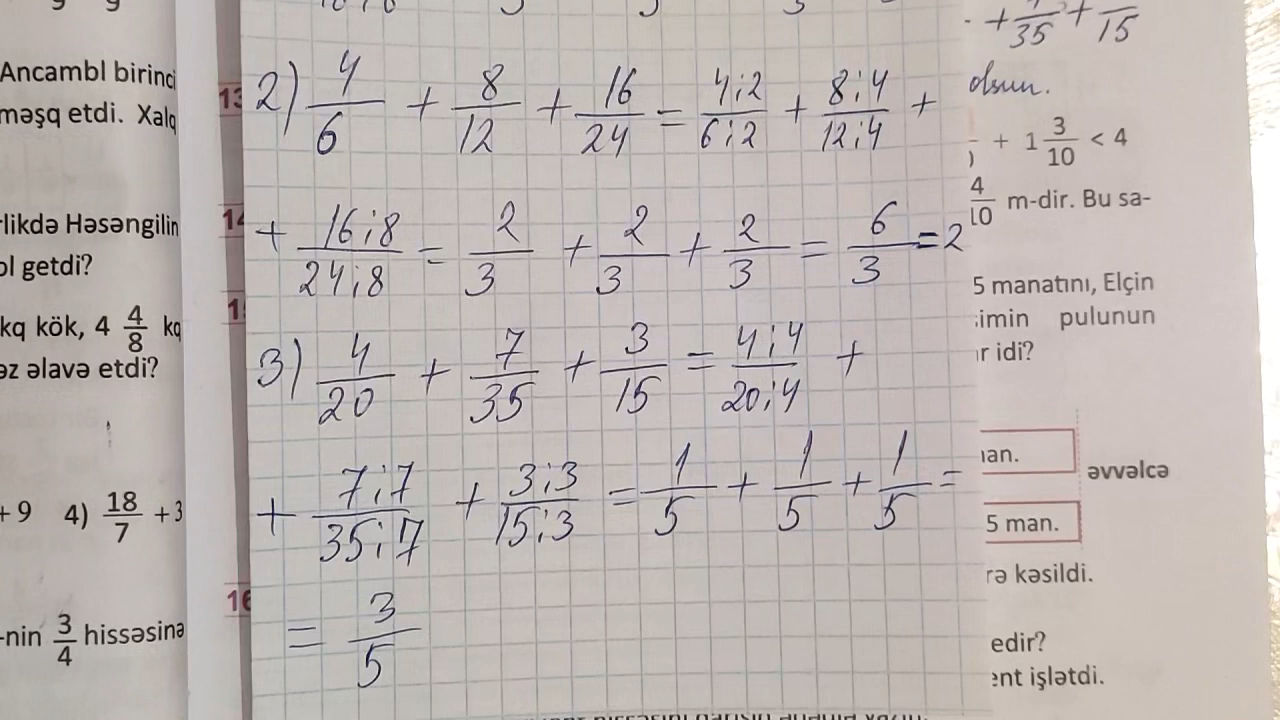 Ancambl birinci
məşq etdi. Xalq
rlikdə Həsəngilin
ol getdi?
kq kök, 4 4/8 kq
əz əlavə etdi?
+ 9 4) 18/7 + 3
-nin 3/4 hissəsinə
13
14
16
2) 4/6 + 8/12 + 16/24 = 4:2/6:2 + 8:4/12:4 +
+ 16:8/24:8 = 2/3 + 2/3 + 2/3 = 6/3 = 2
3) 4/20 + 7/35 + 3/15 = 4:4/20:4 +
+ 7:7/35:7 + 3:3/15:3 = 1/5 + 1/5 + 1/5 =
= 3/5
olsun.
+ 1 3/10 < 4
4/10 m-dir. Bu sa-
5 manatını, Elçin
imin pulunun
r idi?
man.
əvvəlcə
5 man.
rə kəsildi.
edir?
ent işlətdi.